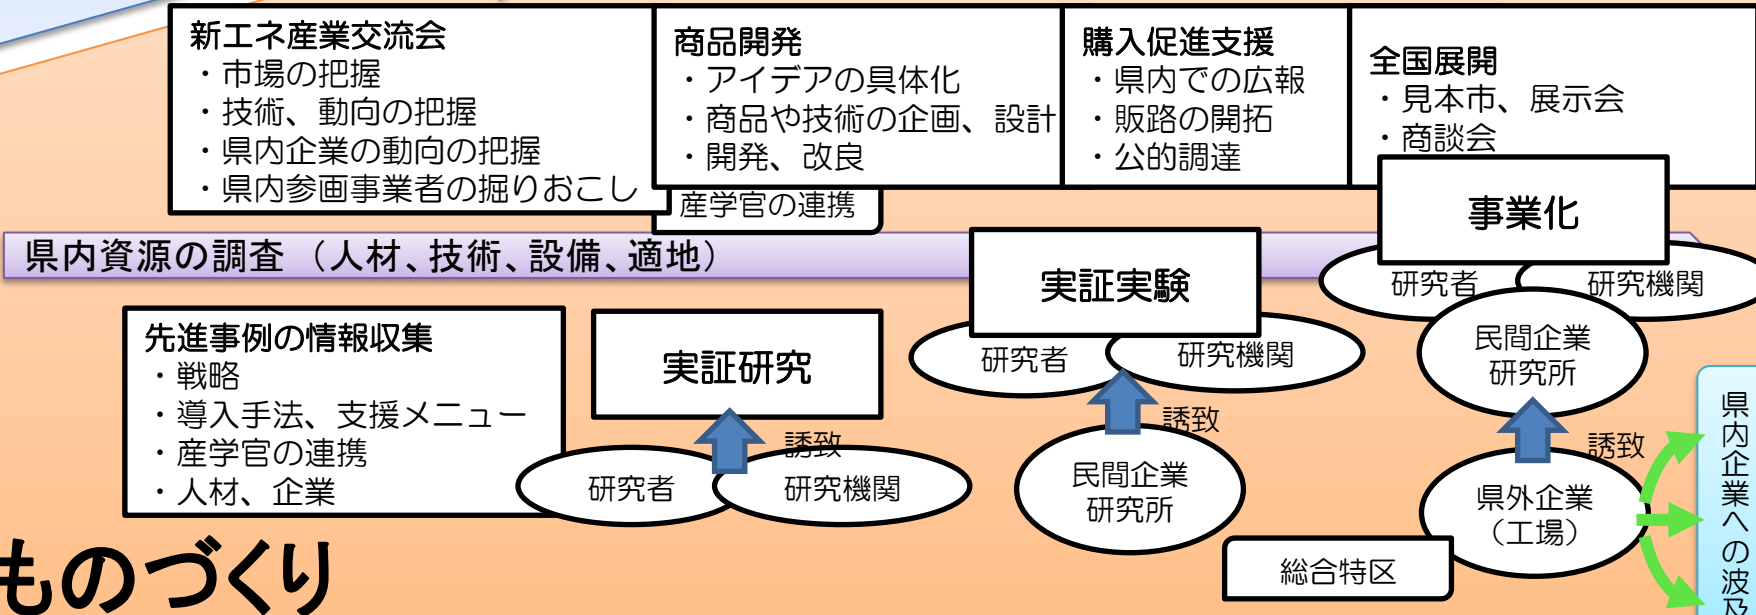 新エネ産業交流会
・市場の把握
・技術、動向の把握
・県内企業の動向の把握
・県内参画事業者の掘りおこし
商品開発
・アイデアの具体化
・商品や技術の企画、設計
・開発、改良
産学官の連携
購入促進支援
・県内での広報
・販路の開拓
・公的調達
全国展開
・見本市、展示会
・商談会
事業化
県内資源の調査（人材、技術、設備、適地）
実証実験
研究者
研究機関
研究者
研究機関
民間企業
研究所
先進事例の情報収集
・戦略
・導入手法、支援メニュー
・産学官の連携
・人材、企業
実証研究
誘致
研究者
研究機関
誘致
民間企業
研究所
誘致
県外企業
（工場）
総合特区
県内企業への波及
ものづくり